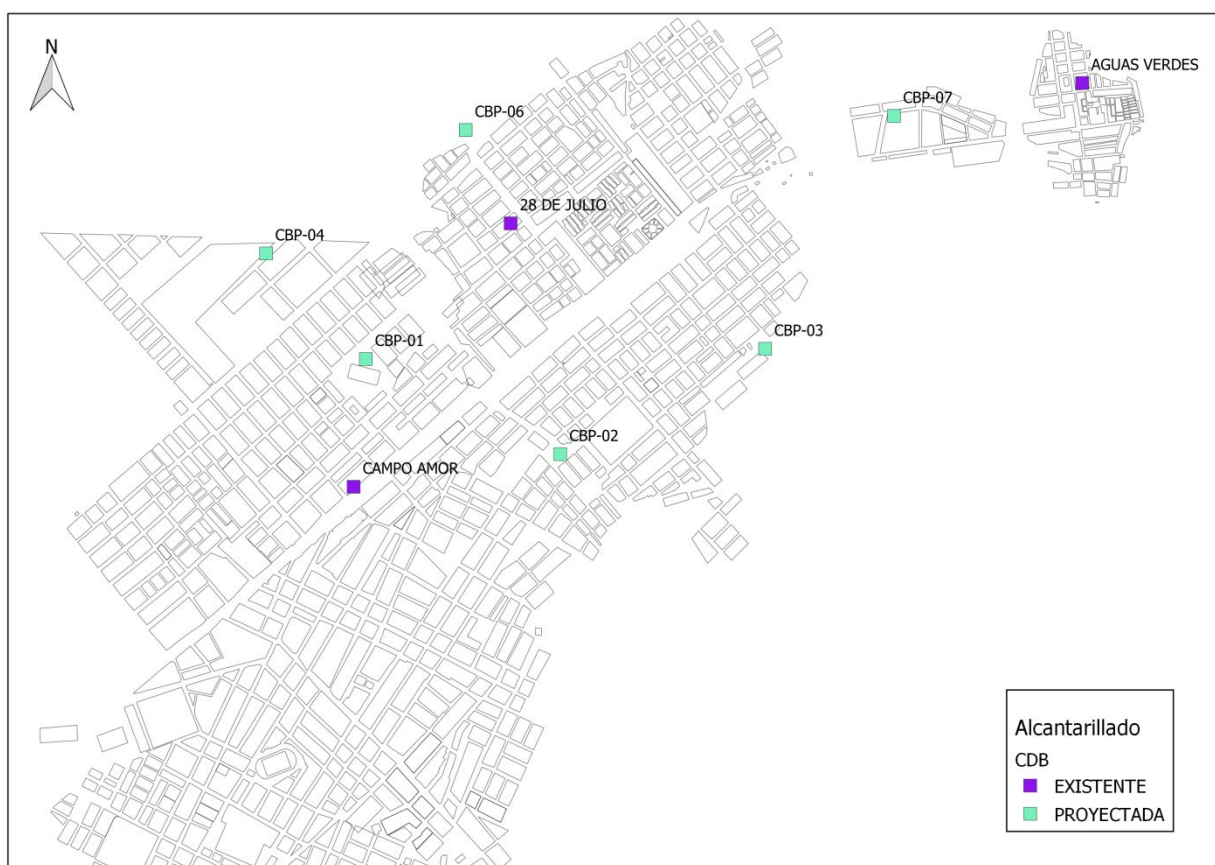 N
AGUAS VERDES
CBP-07
CBP-06
28 DE JULIO
CBP-04
CBP-03
CBP-01
CBP-02
CAMPO AMOR
Alcantarillado
CDB
EXISTENTE
PROYECTADA